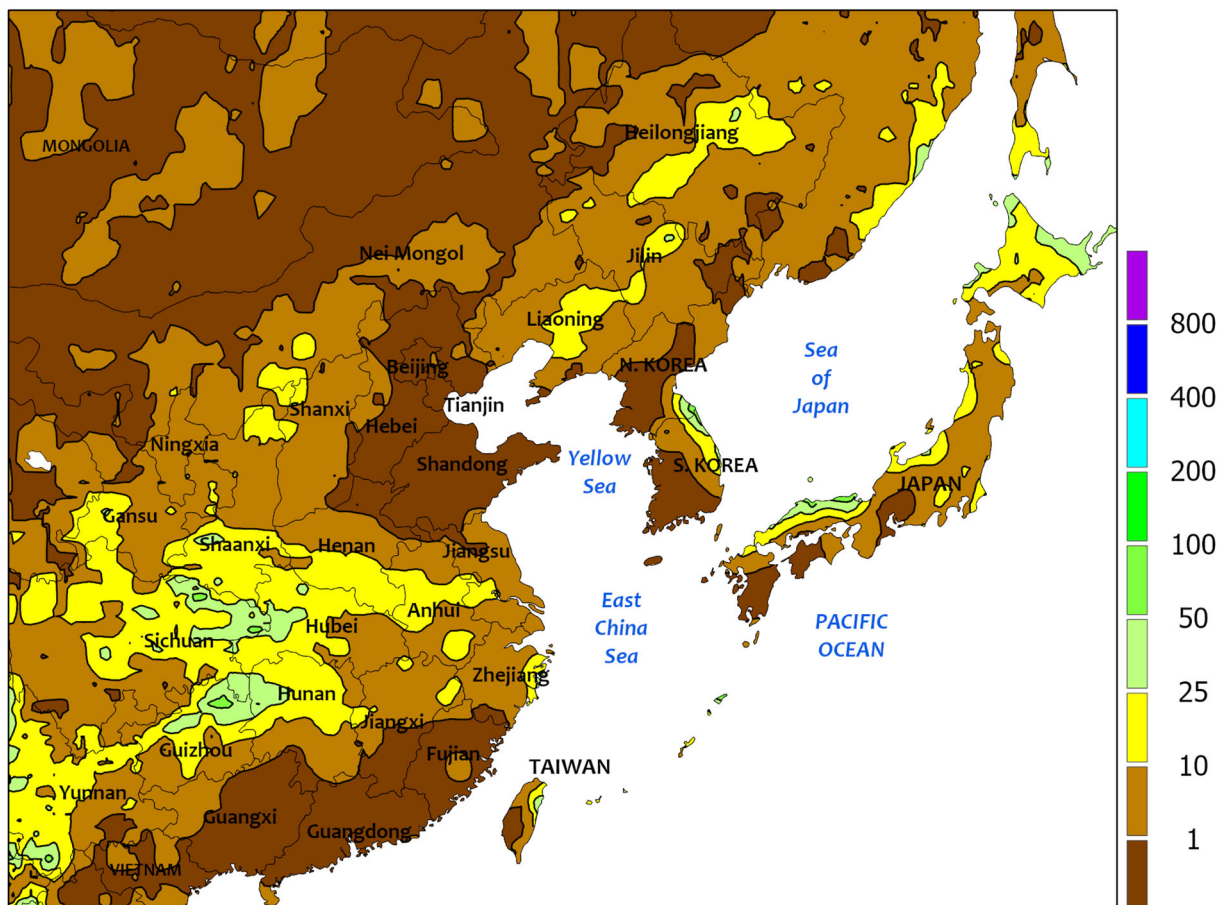 Heilongjiang
MONGOLIA
Nei Mongol
Jilin
Liaoning
800
Sea
of
Japan
Beijing
N. KOREA
400
Tianjin
Shanxi
Hebei
Ningxia
Shandong
Yellow
Sea
S. KOREA
200
JAPAN
Gansu
Shaanxi
Henan
Jiangsu
100
East
China
Sea
Anhui
Hubei
Sichuan
50
PACIFIC
OCEAN
Zhejiang
Hunan
25
Jiangxi
Guizhou
Fujian
TAIWAN
10
Yunnan
Guangxi
Guangdong
1
VIETNAM